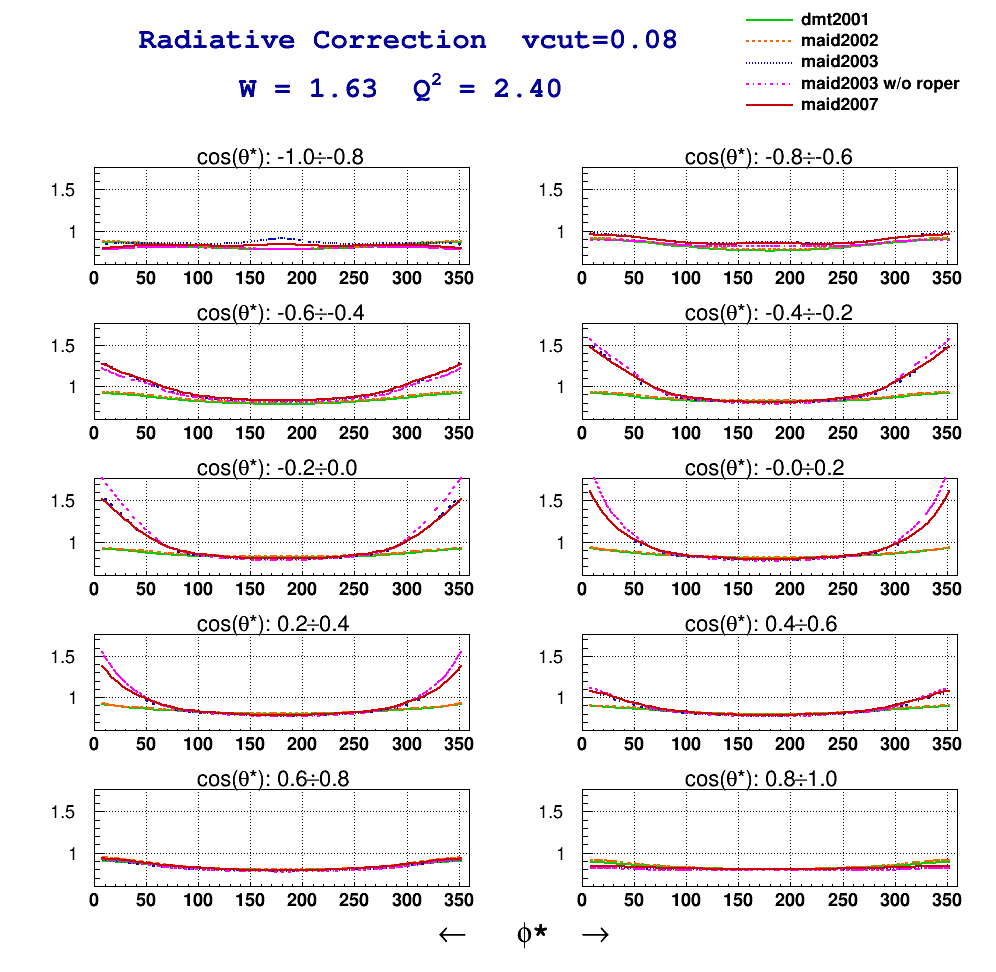 Radiative Correction vcut=0.08
W = 1.63 Q² = 2.40
dmt2001
maid2002
maid2003
maid2003 w/o roper
maid2007
cos(θ*): -1.0÷-0.8
1.5
1
0 50 100 150 200 250 300 350
cos(θ*): -0.8÷-0.6
1.5
1
0 50 100 150 200 250 300 350
cos(θ*): -0.6÷-0.4
1.5
1
0 50 100 150 200 250 300 350
cos(θ*): -0.4÷-0.2
1.5
1
0 50 100 150 200 250 300 350
cos(θ*): -0.2÷0.0
1.5
1
0 50 100 150 200 250 300 350
cos(θ*): -0.0÷0.2
1.5
1
0 50 100 150 200 250 300 350
cos(θ*): 0.2÷0.4
1.5
1
0 50 100 150 200 250 300 350
cos(θ*): 0.4÷0.6
1.5
1
0 50 100 150 200 250 300 350
cos(θ*): 0.6÷0.8
1.5
1
0 50 100 150 200 250 300 350
cos(θ*): 0.8÷1.0
1.5
1
0 50 100 150 200 250 300 350
← ϕ* →